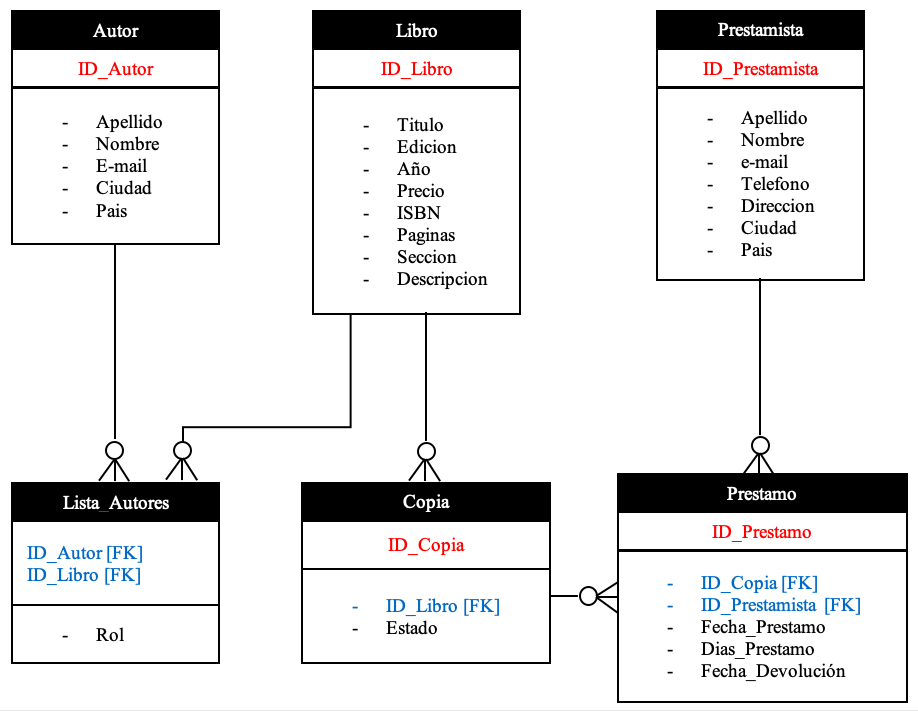 Autor
ID_Autor
- Apellido
- Nombre
- E-mail
- Ciudad
- Pais
Libro
ID_Libro
- Titulo
- Edicion
- Año
- Precio
- ISBN
- Paginas
- Seccion
- Descripcion
Prestamista
ID_Prestamista
- Apellido
- Nombre
- e-mail
- Telefono
- Direccion
- Ciudad
- Pais
Lista_Autores
ID_Autor [FK]
ID_Libro [FK]
- Rol
Copia
ID_Copia
- ID_Libro [FK]
- Estado
Prestamo
ID_Prestamo
- ID_Copia [FK]
- ID_Prestamista [FK]
- Fecha_Prestamo
- Dias_Prestamo
- Fecha_Devolución